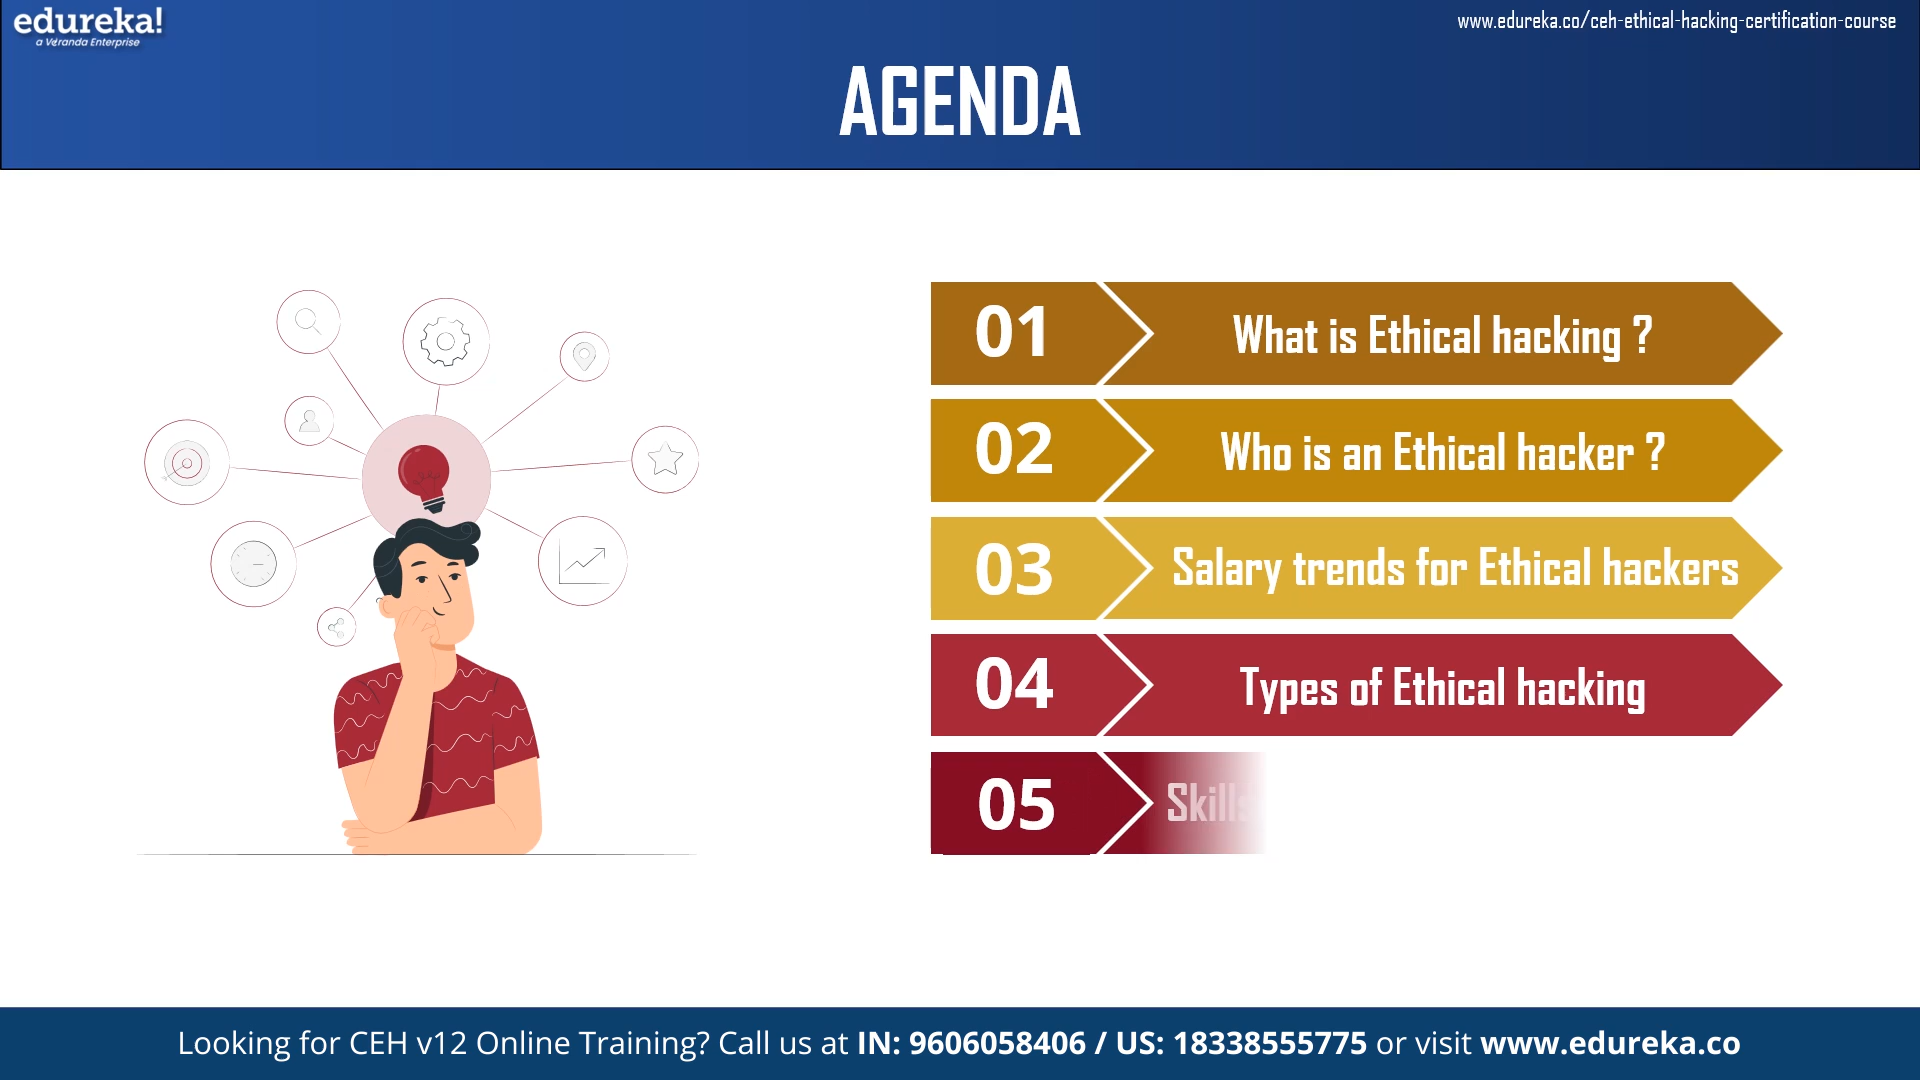 edureka!
a Veranda Enterprise
www.edureka.co/ceh-ethical-hacking-certification-course
AGENDA
01 What is Ethical hacking ?
02 Who is an Ethical hacker ?
03 Salary trends for Ethical hackers
04 Types of Ethical hacking
05 Skills
Looking for CEH v12 Online Training? Call us at IN: 9606058406 / US: 18338555775 or visit www.edureka.co